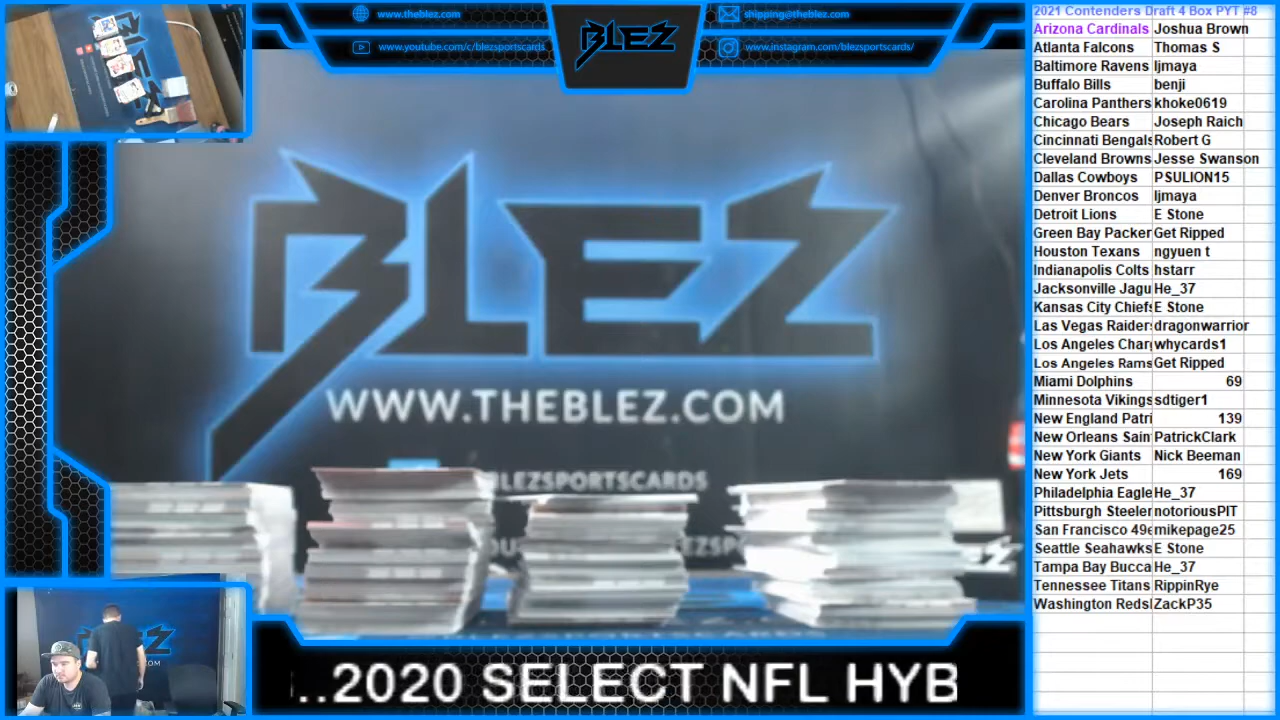 www.theblez.com
BLEZ
shipping@theblez.com
www.youtube.com/c/blezsportscards
www.instagram.com/blezsportscards/
BLEZ
WWW.THEBLEZ.COM
BLEZSPORTSCARDS
..2020 SELECT NFL HYB
2021 Contenders Draft 4 Box PYT #8
Arizona Cardinals Joshua Brown
Atlanta Falcons Thomas S
Baltimore Ravens ljmaya
Buffalo Bills benji
Carolina Panthers khoke0619
Chicago Bears Joseph Raich
Cincinnati Bengals Robert G
Cleveland Browns Jesse Swanson
Dallas Cowboys PSULION15
Denver Broncos ljmaya
Detroit Lions E Stone
Green Bay Packer Get Ripped
Houston Texans ngyuen t
Indianapolis Colts hstarr
Jacksonville Jagu He_37
Kansas City Chiefs E Stone
Las Vegas Raiders dragonwarrior
Los Angeles Charg whycards1
Los Angeles Rams Get Ripped
Miami Dolphins 69
Minnesota Vikings sdtiger1
New England Patri 139
New Orleans Sain PatrickClark
New York Giants Nick Beeman
New York Jets 169
Philadelphia Eagle He_37
Pittsburgh Steeler notoriousPIT
San Francisco 49e mikepage25
Seattle Seahawks E Stone
Tampa Bay Bucca He_37
Tennessee Titans RippinRye
Washington Reds ZackP35